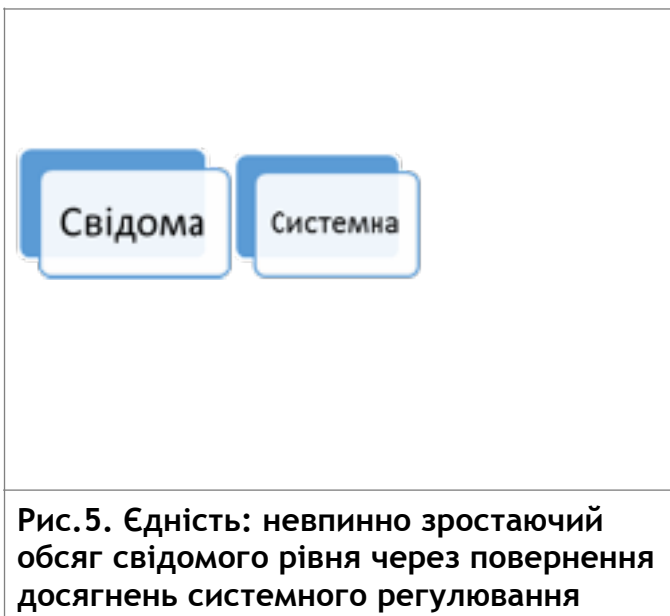 Свідома
Системна
Рис.5. Єдність: невпинно зростаючий
обсяг свідомого рівня через повернення
досягнень системного регулювання